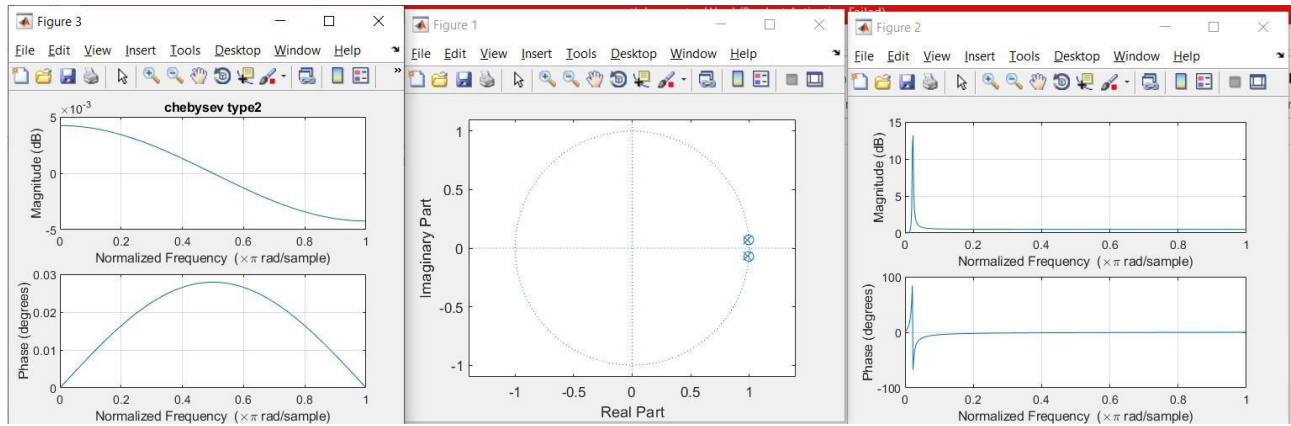 Figure 3
File Edit View Insert Tools Desktop Window Help
chebysev type2
×10-3
5
0
-5
Magnitude (dB)
0 0.2 0.4 0.6 0.8 1
Normalized Frequency (×π rad/sample)
0.03
0.02
0.01
0
Phase (degrees)
0 0.2 0.4 0.6 0.8 1
Normalized Frequency (×π rad/sample)
Figure 1
File Edit View Insert Tools Desktop Window Help
1
0.5
0
-0.5
-1
Imaginary Part
-1 -0.5 0 0.5 1
Real Part
Figure 2
File Edit View Insert Tools Desktop Window Help
15
10
5
0
Magnitude (dB)
0 0.2 0.4 0.6 0.8 1
Normalized Frequency (×π rad/sample)
100
0
-100
Phase (degrees)
0 0.2 0.4 0.6 0.8 1
Normalized Frequency (×π rad/sample)